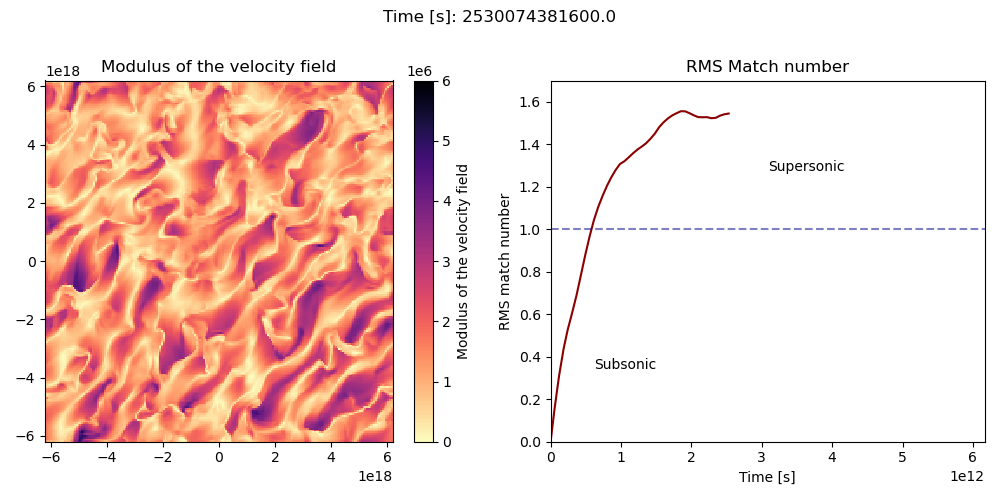 Time [s]: 2530074381600.0
Modulus of the velocity field
1e18
6
4
2
0
−2
−4
−6
−6 −4 −2 0 2 4 6
1e18
1e6
6
5
4
3
2
1
0
Modulus of the velocity field
RMS Match number
RMS match number
1.6
1.4
1.2
1.0
0.8
0.6
0.4
0.2
0.0
Supersonic
Subsonic
0 1 2 3 4 5 6
Time [s]
1e12